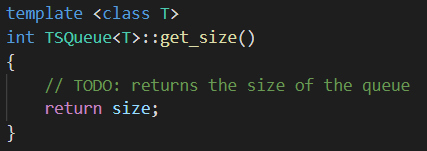 template <class T>
int TSQueue<T>::get_size()
{
    // TODO: returns the size of the queue
    return size;
}